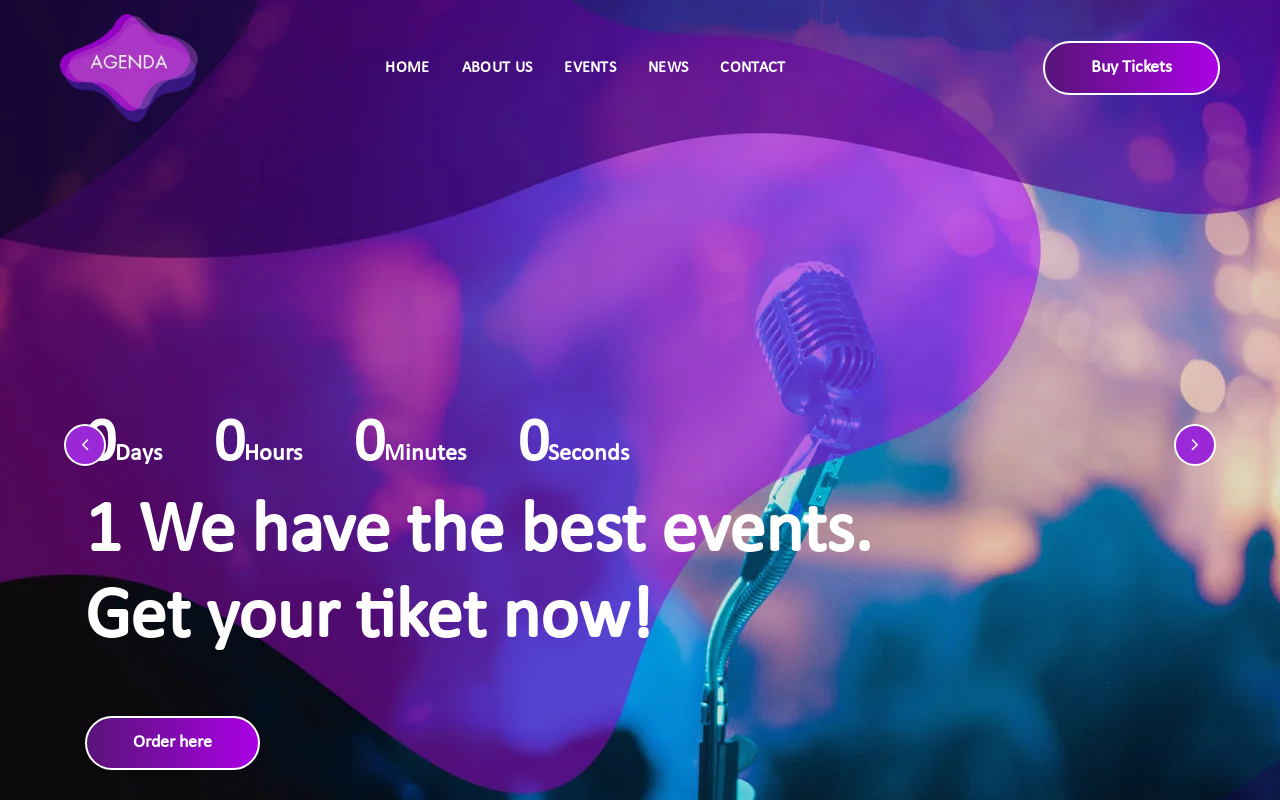 AGENDA
HOME ABOUT US EVENTS NEWS CONTACT
Buy Tickets
0Days 0Hours 0Minutes 0Seconds
1 We have the best events.
Get your tiket now!
Order here